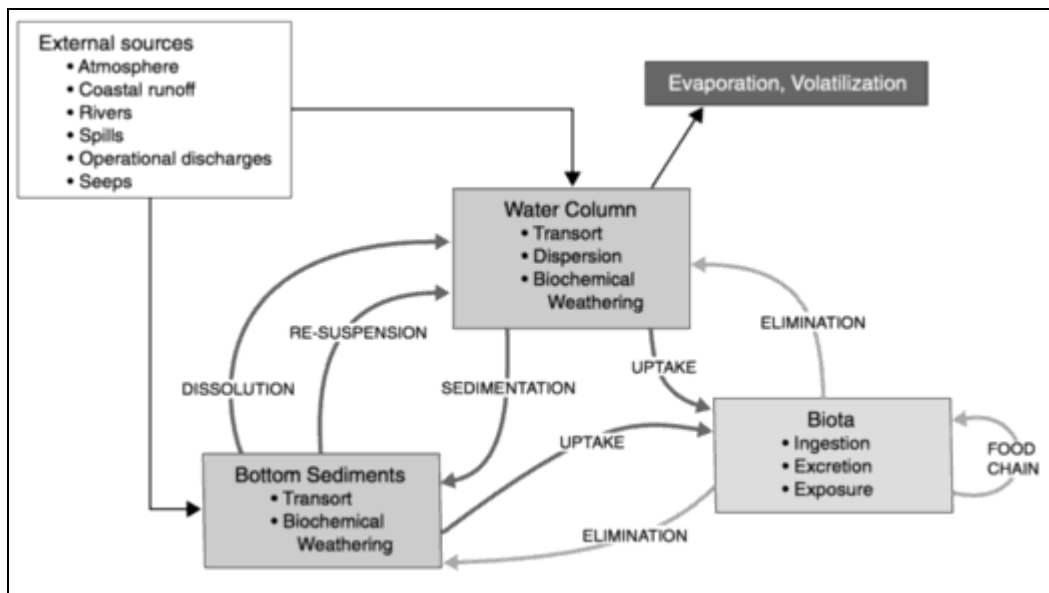 External sources
• Atmosphere
• Coastal runoff
• Rivers
• Spills
• Operational discharges
• Seeps
Evaporation, Volatilization
Water Column
• Transort
• Dispersion
• Biochemical
Weathering
ELIMINATION
RE-SUSPENSION
UPTAKE
DISSOLUTION
SEDIMENTATION
Biota
• Ingestion
• Excretion
• Exposure
FOOD
CHAIN
UPTAKE
Bottom Sediments
• Transort
• Biochemical
Weathering
ELIMINATION